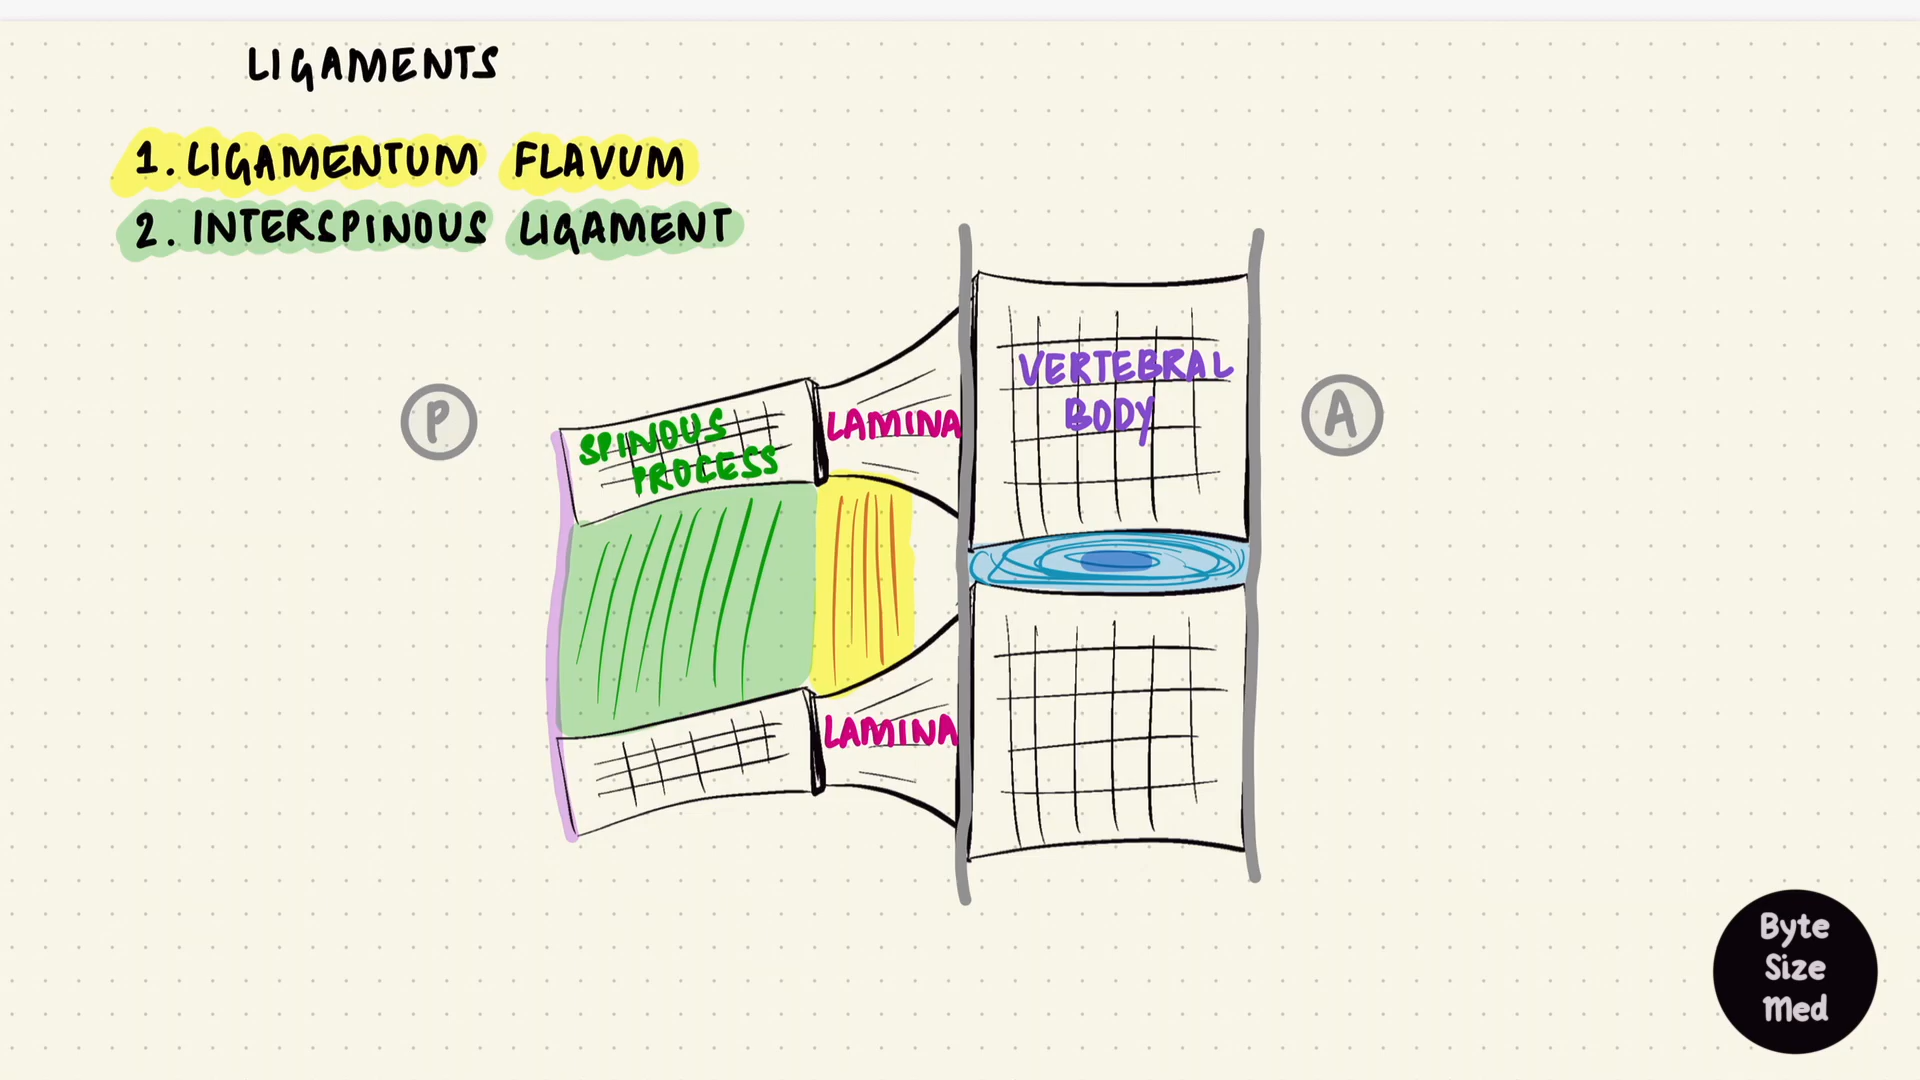 LIGAMENTS
1. LIGAMENTUM FLAVUM
2. INTERSPINOUS LIGAMENT
P
SPINOUS
PROCESS
LAMINA
VERTEBRAL
BODY
A
LAMINA
Byte
Size
Med